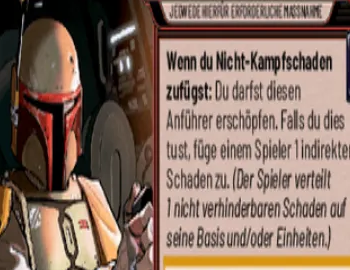 JEDWEDE HIERFÜR ERFORDERLICHE MASSNAHME
Wenn du Nicht-Kampfschaden
zufügst: Du darfst diesen
Anführer erschöpfen. Falls du dies
tust, füge einem Spieler 1 indirekten
Schaden zu. (Der Spieler verteilt
1 nicht verhinderbaren Schaden auf
seine Basis und/oder Einheiten.)